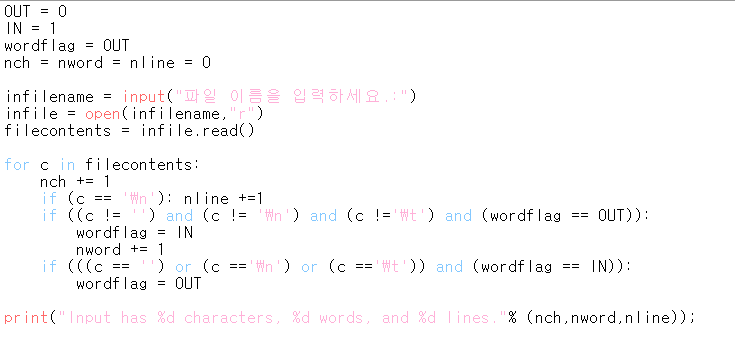 OUT = 0
IN = 1
wordflag = OUT
nch = nword = nline = 0
infilename = input("파일 이름을 입력하세요.:")
infile = open(infilename,"r")
filecontents = infile.read()
for c in filecontents:
    nch += 1
    if (c == '₩n'): nline +=1
    if ((c != '') and (c != '₩n') and (c !='₩t') and (wordflag == OUT)):
        wordflag = IN
        nword += 1
    if (((c == '') or (c =='₩n') or (c =='₩t')) and (wordflag == IN)):
        wordflag = OUT
print("Input has %d characters, %d words, and %d lines."% (nch,nword,nline));